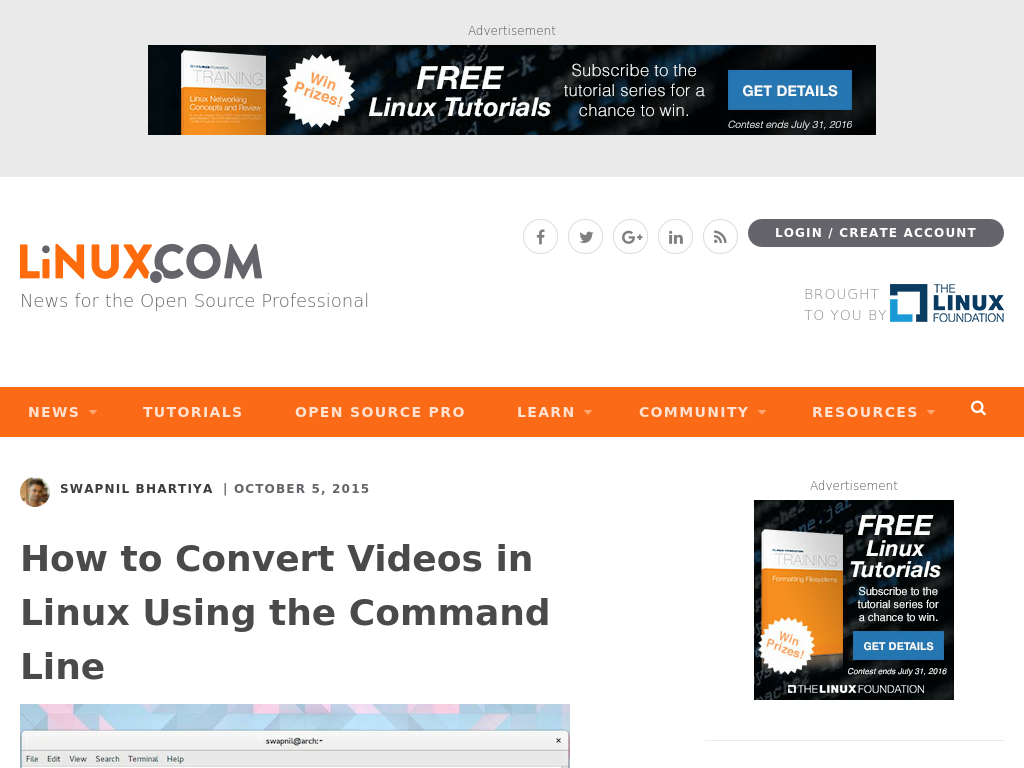 Advertisement
TRAINING
Linux Networking
Concepts and Review
Win
Prizes!
FREE
Linux Tutorials
Subscribe to the
tutorial series for a
chance to win.
GET DETAILS
Contest ends July 31, 2016
LOGIN / CREATE ACCOUNT
LiNUX.COM
News for the Open Source Professional
BROUGHT
TO YOU BY
THE
LINUX
FOUNDATION
NEWS
TUTORIALS
OPEN SOURCE PRO
LEARN
COMMUNITY
RESOURCES
SWAPNIL BHARTIYA | OCTOBER 5, 2015
How to Convert Videos in
Linux Using the Command
Line
swapnil@arch:~
File Edit View Search Terminal Help
Advertisement
FREE
Linux
Tutorials
TRAINING
Formatting Filesystems
Subscribe to the
tutorial series for
a chance to win.
Win
Prizes!
GET DETAILS
Contest ends July 31, 2016
THE LINUX FOUNDATION